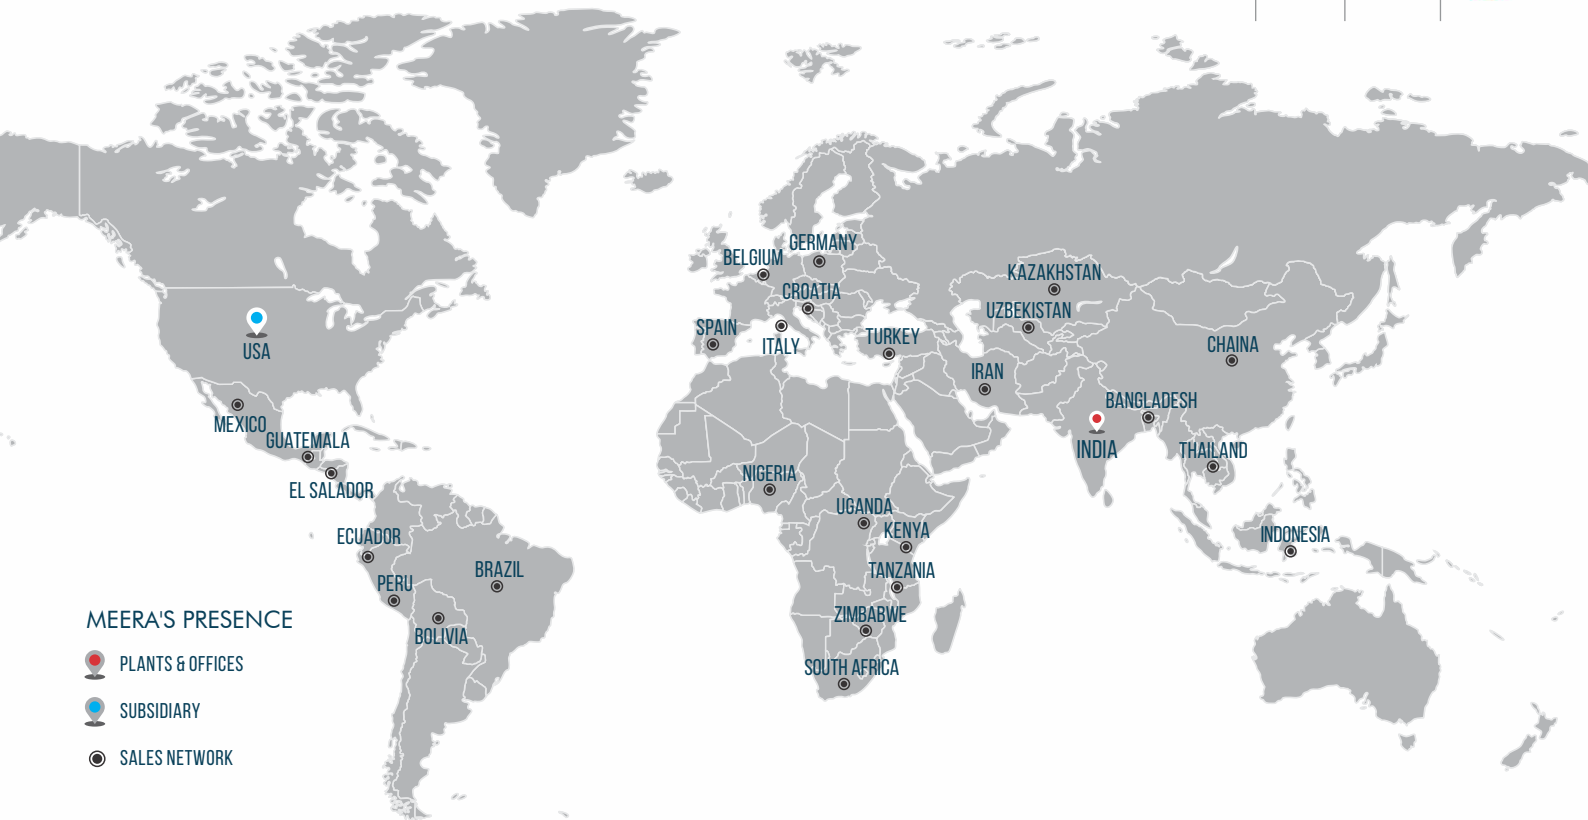 GERMANY
BELGIUM
KAZAKHSTAN
CROATIA
UZBEKISTAN
SPAIN
TURKEY
ITALY
CHAINA
USA
IRAN
BANGLADESH
MEXICO
GUATEMALA
INDIA
THAILAND
NIGERIA
EL SALADOR
UGANDA
KENYA
ECUADOR
INDONESIA
BRAZIL
TANZANIA
PERU
ZIMBABWE
BOLIVIA
SOUTH AFRICA
MEERA'S PRESENCE
PLANTS & OFFICES
SUBSIDIARY
SALES NETWORK